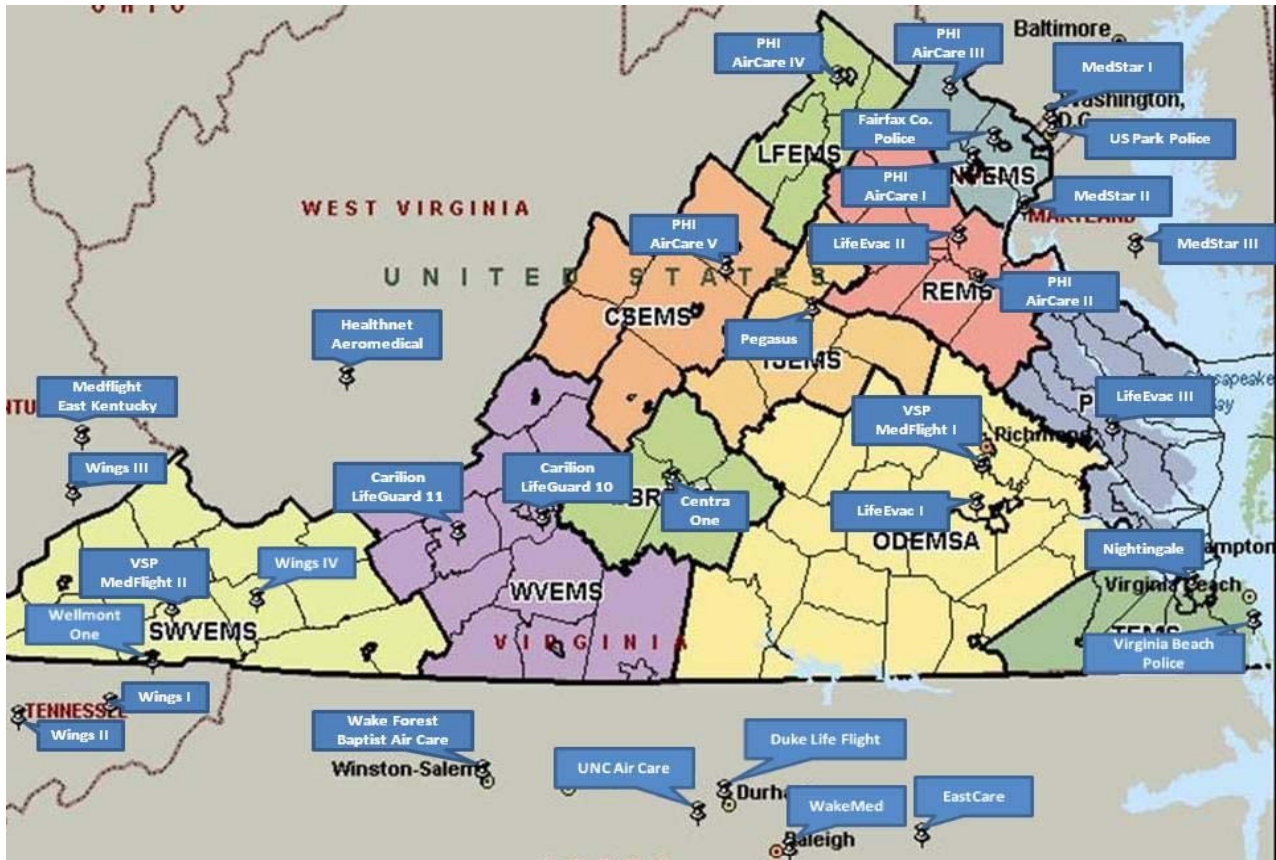 OHIO
Baltimore
PHI
AirCare IV
PHI
AirCare III
MedStar I
Washington,
D.C.
Fairfax Co.
Police
US Park Police
LFEMS
PHI
AirCare I
NVEMS
MedStar II
MARYLAND
WEST VIRGINIA
PHI
AirCare V
LifeEvac II
MedStar III
UNITED STATES
REMS
PHI
AirCare II
CSEMS
Pegasus
TJEMS
Healthnet
Aeromedical
Medflight
East Kentucky
VSP
MedFlight I
Richmond
LifeEvac III
Wings III
Carilion
LifeGuard 11
Carilion
LifeGuard 10
Centra
One
LifeEvac I
ODEMSA
VSP
MedFlight II
Wings IV
Nightingale
Virginia Beach
WVEMS
Wellmont
One
SWVEMS
VIRGINIA
TEMS
Virginia Beach
Police
Wings I
TENNESSEE
Wings II
Wake Forest
Baptist Air Care
Winston-Salem
Duke Life Flight
UNC Air Care
Durha
WakeMed
EastCare
Raleigh